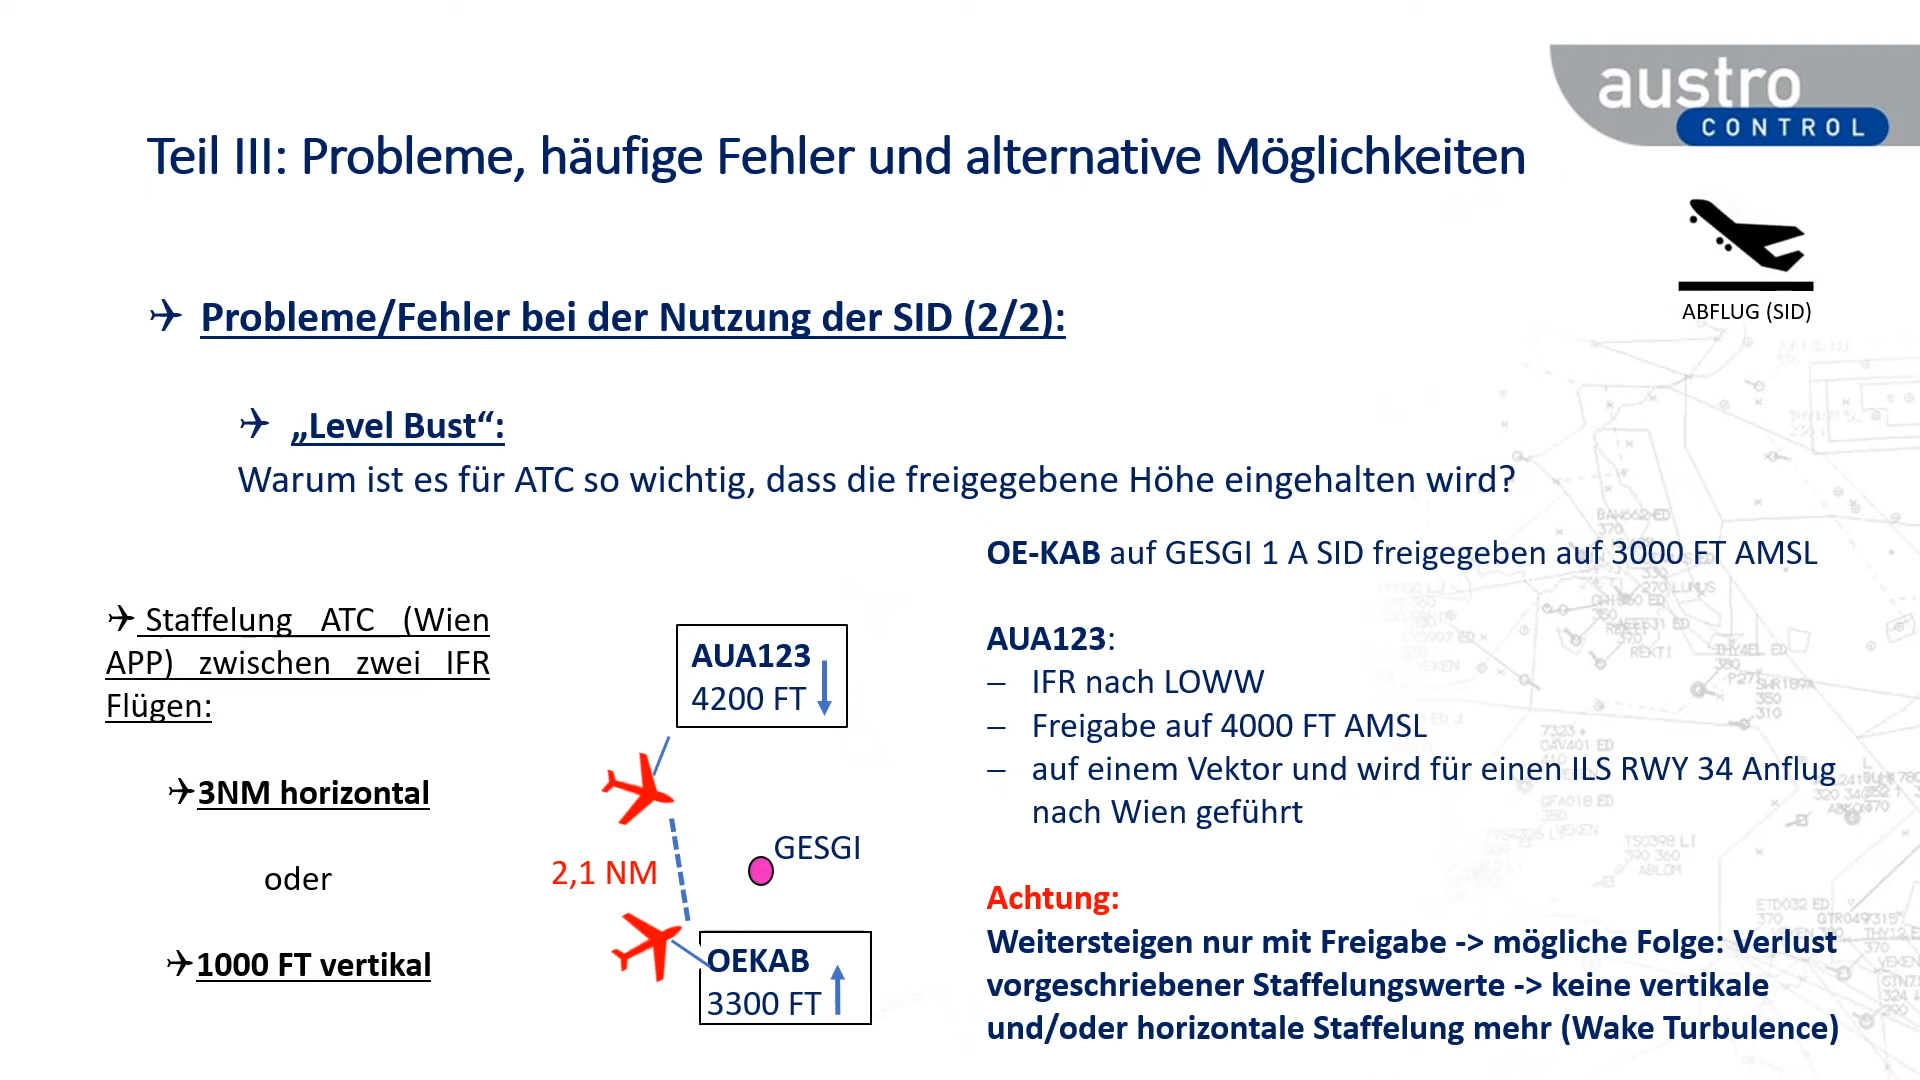 austro
CONTROL
Teil III: Probleme, häufige Fehler und alternative Möglichkeiten
ABFLUG (SID)
Probleme/Fehler bei der Nutzung der SID (2/2):
„Level Bust“:
Warum ist es für ATC so wichtig, dass die freigegebene Höhe eingehalten wird?
Staffelung ATC (Wien
APP) zwischen zwei IFR
Flügen:
3NM horizontal
oder
1000 FT vertikal
AUA123
4200 FT
GESGI
2,1 NM
OEKAB
3300 FT
OE-KAB auf GESGI 1 A SID freigegeben auf 3000 FT AMSL
AUA123:
– IFR nach LOWW
– Freigabe auf 4000 FT AMSL
– auf einem Vektor und wird für einen ILS RWY 34 Anflug
nach Wien geführt
Achtung:
Weitersteigen nur mit Freigabe -> mögliche Folge: Verlust
vorgeschriebener Staffelungswerte -> keine vertikale
und/oder horizontale Staffelung mehr (Wake Turbulence)